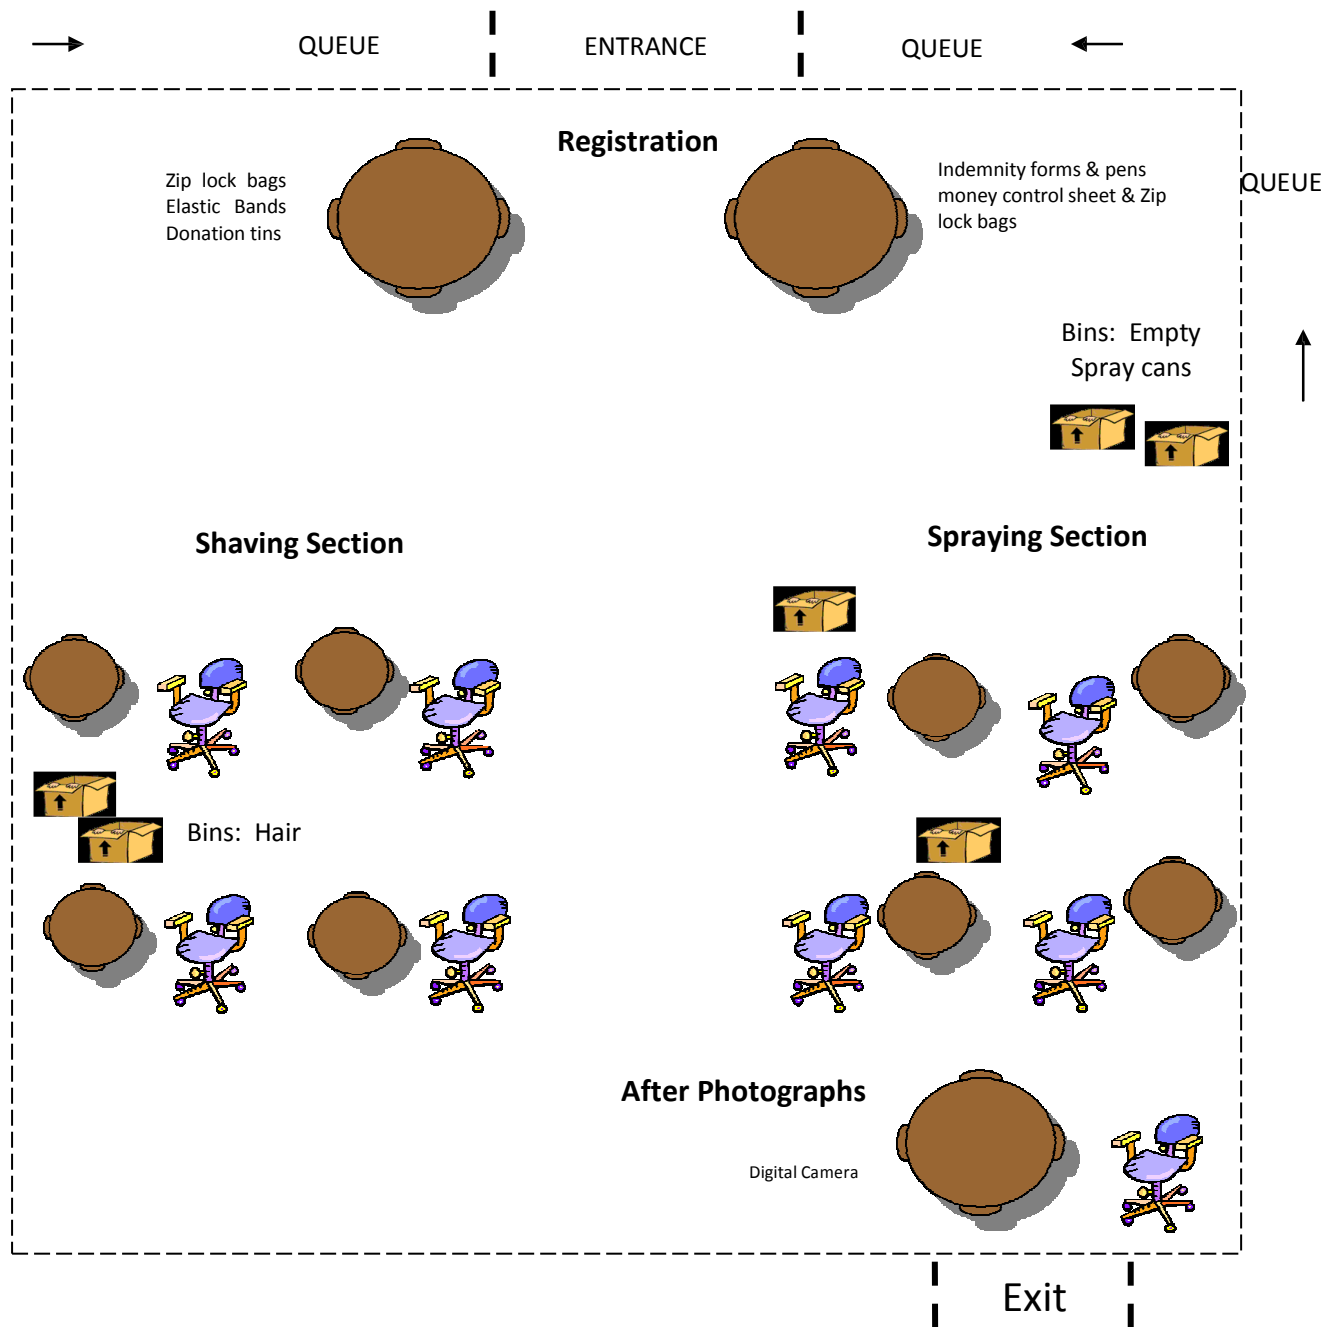 QUEUE
ENTRANCE
QUEUE
Registration
Zip lock bags
Elastic Bands
Donation tins
Indemnity forms & pens
money control sheet & Zip
lock bags
QUEUE
Bins: Empty
Spray cans
Shaving Section
Spraying Section
Bins: Hair
After Photographs
Digital Camera
Exit